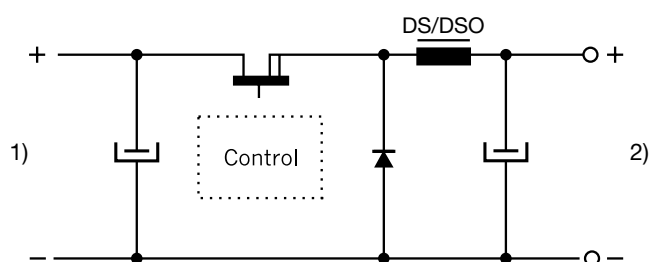 DS/DSO
+ +
1) Control 2)
− −